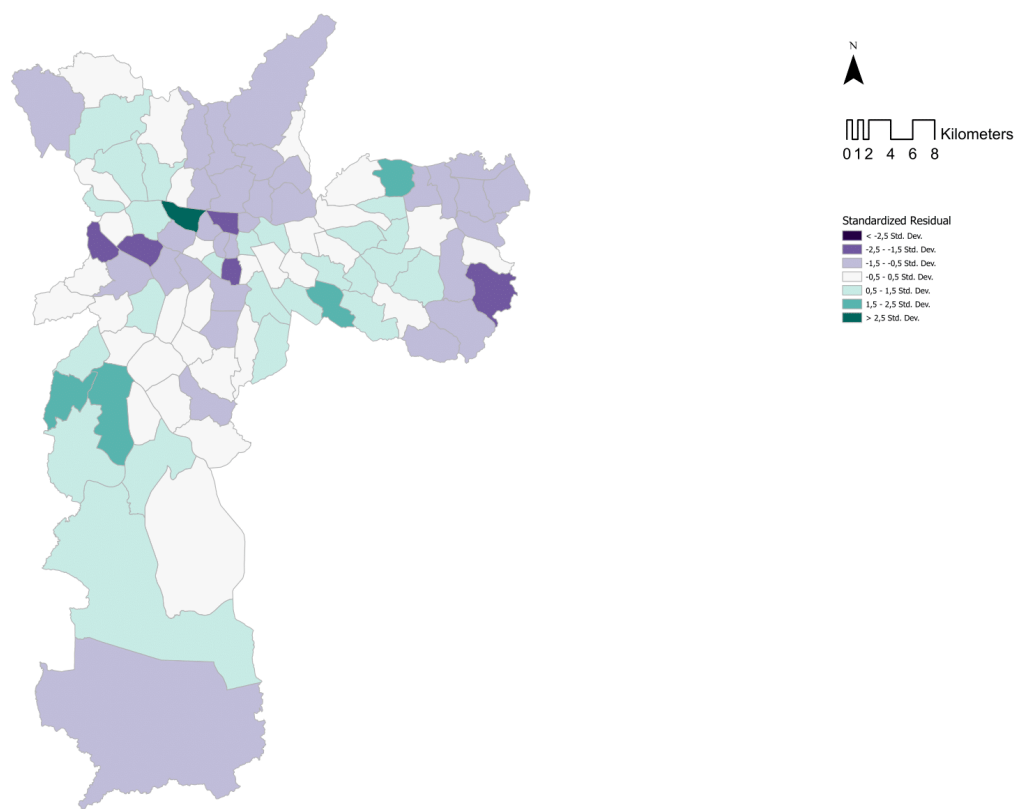 N
Kilometers
0 1 2 4 6 8
Standardized Residual
< -2,5 Std. Dev.
-2,5 - -1,5 Std. Dev.
-1,5 - -0,5 Std. Dev.
-0,5 - 0,5 Std. Dev.
0,5 - 1,5 Std. Dev.
1,5 - 2,5 Std. Dev.
> 2,5 Std. Dev.